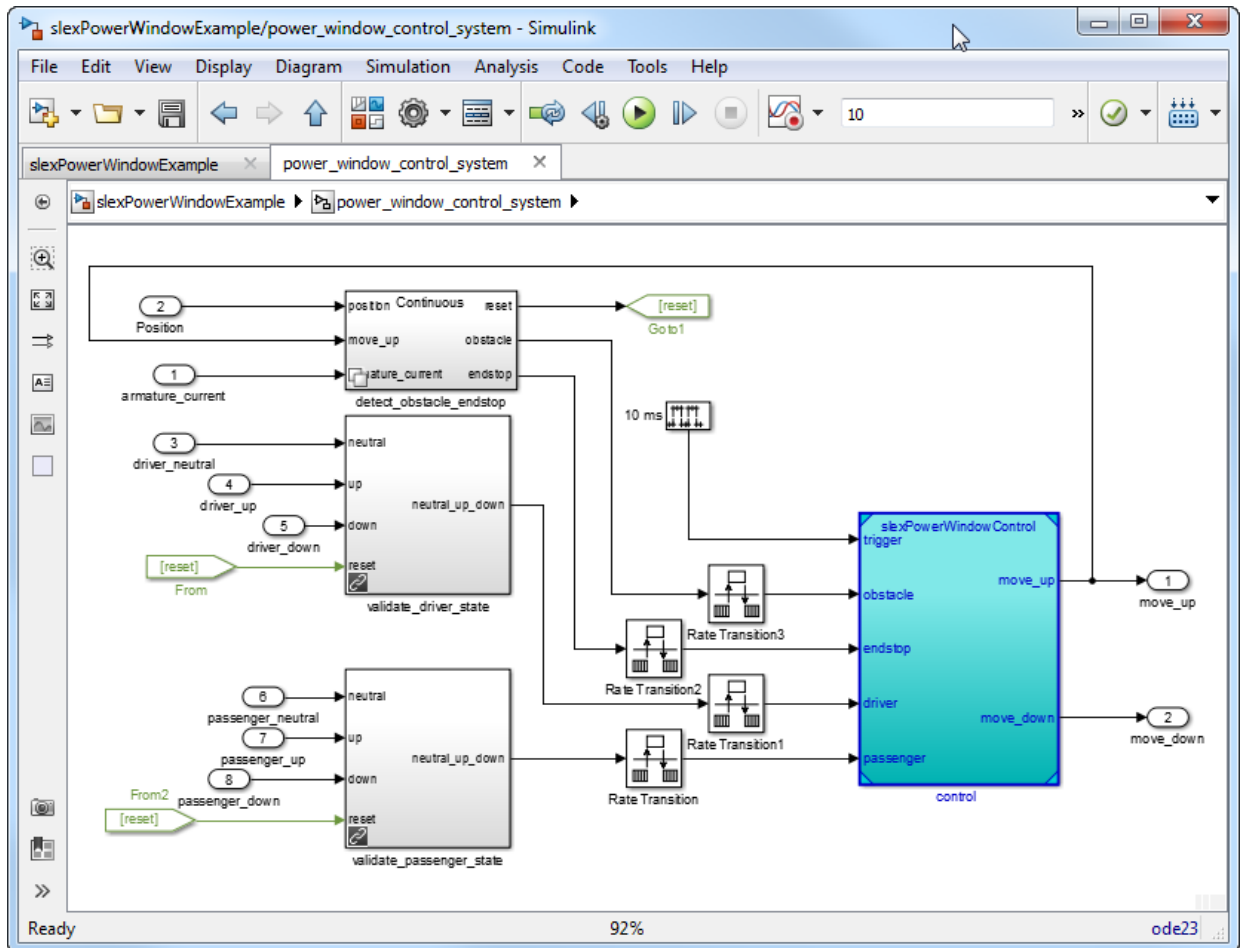 slexPowerWindowExample/power_window_control_system - Simulink
File Edit View Display Diagram Simulation Analysis Code Tools Help
10
slexPowerWindowExample
power_window_control_system
slexPowerWindowExample power_window_control_system
2
Position
1
armature_current
position Continuous reset
move_up obstacle
ature_current endstop
detect_obstacle_endstop
[reset]
Goto1
10 ms
3
driver_neutral
4
driver_up
5
driver_down
[reset]
From
neutral
up
neutral_up_down
down
reset
validate_driver_state
slexPowerWindowControl
trigger
move_up
obstacle
endstop
driver
move_down
passenger
control
1
move_up
2
move_down
Rate Transition3
Rate Transition2
Rate Transition1
Rate Transition
6
passenger_neutral
7
passenger_up
8
passenger_down
From2
[reset]
neutral
up
neutral_up_down
down
reset
validate_passenger_state
Ready 92% ode23